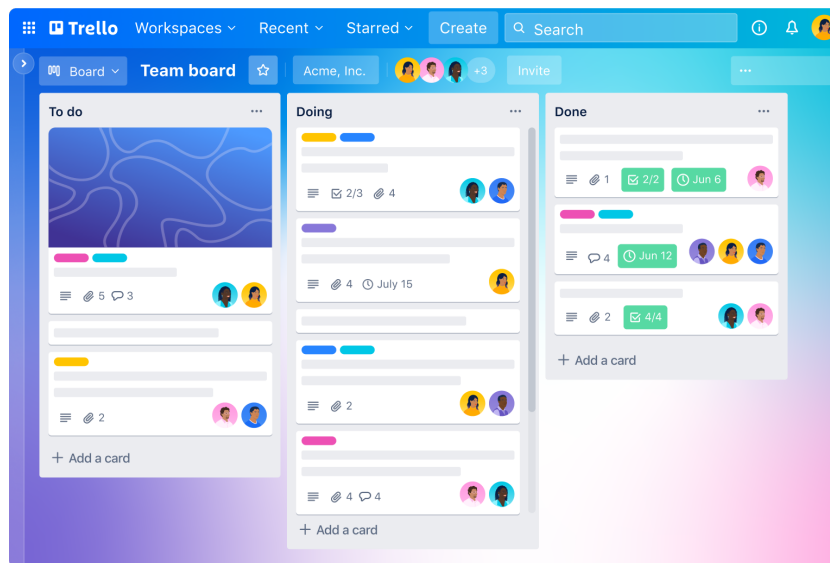 Trello Workspaces Recent Starred Create Search
Board Team board Acme, Inc. +3 Invite
To do
5 3
2
+ Add a card
Doing
2/3 4
4 July 15
2
4 4
+ Add a card
Done
1 2/2 Jun 6
4 Jun 12
2 4/4
+ Add a card